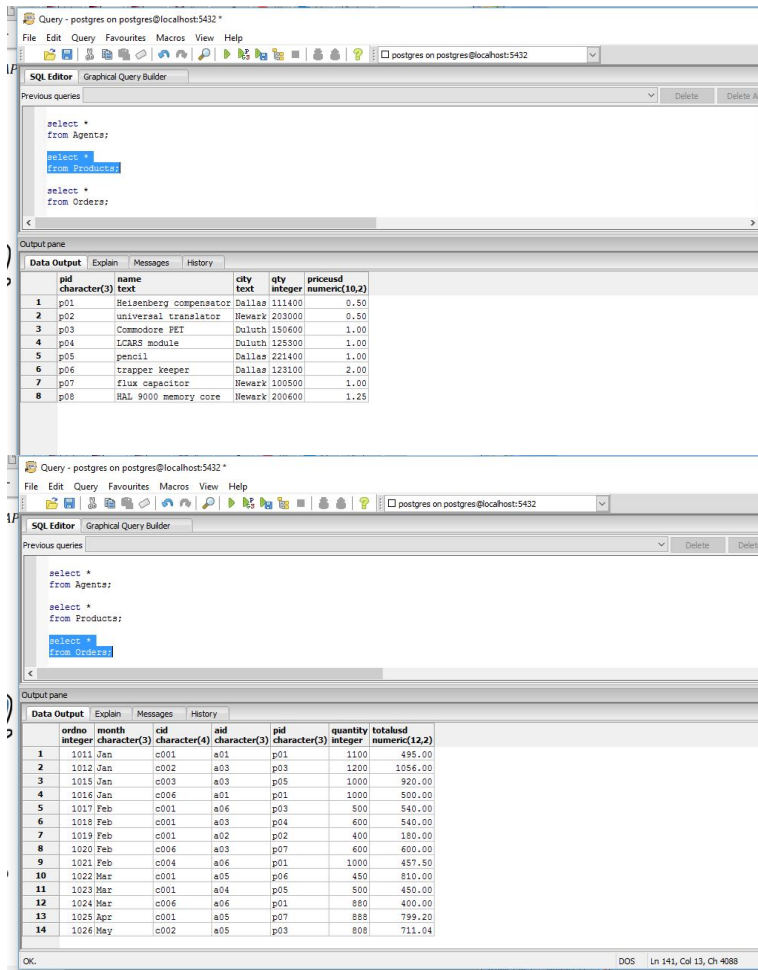 Query - postgres on postgres@localhost:5432 *
File Edit Query Favourites Macros View Help
postgres on postgres@localhost:5432
SQL Editor Graphical Query Builder
Previous queries Delete Delete A
select *
from Agents;
select *
from Products;
select *
from Orders;
Output pane
Data Output Explain Messages History
pid name city qty priceusd
character(3) text text integer numeric(10,2)
1 p01 Heisenberg compensator Dallas 111400 0.50
2 p02 universal translator Newark 203000 0.50
3 p03 Commodore PET Duluth 150600 1.00
4 p04 LCARS module Duluth 125300 1.00
5 p05 pencil Dallas 221400 1.00
6 p06 trapper keeper Dallas 123100 2.00
7 p07 flux capacitor Newark 100500 1.00
8 p08 HAL 9000 memory core Newark 200600 1.25
Query - postgres on postgres@localhost:5432 *
File Edit Query Favourites Macros View Help
postgres on postgres@localhost:5432
SQL Editor Graphical Query Builder
Previous queries Delete Delet
select *
from Agents;
select *
from Products;
select *
from Orders;
Output pane
Data Output Explain Messages History
ordno month cid aid pid quantity totalusd
integer character(3) character(4) character(3) character(3) integer numeric(12,2)
1 1011 Jan c001 a01 p01 1100 495.00
2 1012 Jan c002 a03 p03 1200 1056.00
3 1015 Jan c003 a03 p05 1000 920.00
4 1016 Jan c006 a01 p01 1000 500.00
5 1017 Feb c001 a06 p03 500 540.00
6 1018 Feb c001 a03 p04 600 540.00
7 1019 Feb c001 a02 p02 400 180.00
8 1020 Feb c006 a03 p07 600 600.00
9 1021 Feb c004 a06 p01 1000 457.50
10 1022 Mar c001 a05 p06 450 810.00
11 1023 Mar c001 a04 p05 500 450.00
12 1024 Mar c006 a06 p01 880 400.00
13 1025 Apr c001 a05 p07 888 799.20
14 1026 May c002 a05 p03 808 711.04
OK. DOS Ln 141, Col 13, Ch 4088